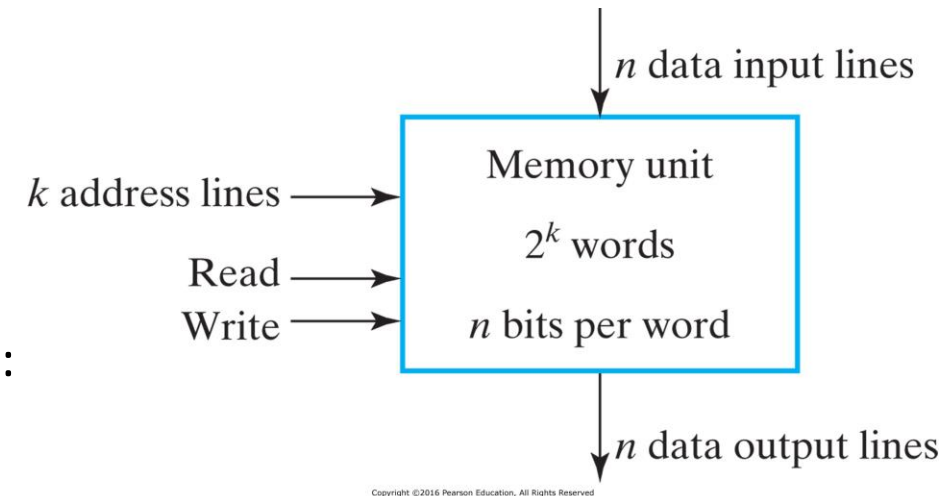 n data input lines
Memory unit
k address lines
2^k words
Read
Write
n bits per word
:
n data output lines
Copyright ©2016 Pearson Education, All Rights Reserved